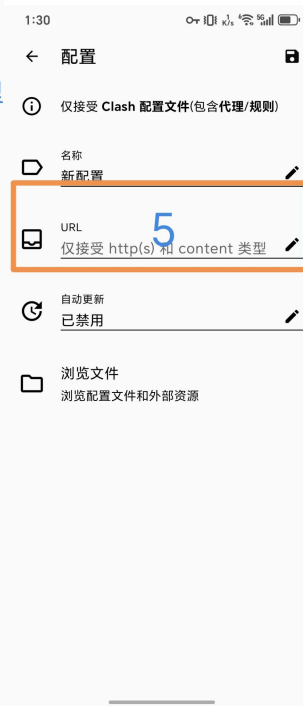 1:30
K/s
5G
配置
仅接受 Clash 配置文件(包含代理/规则)
名称
新配置
URL
5
仅接受 http(s) 和 content 类型
自动更新
已禁用
浏览文件
浏览配置文件和外部资源